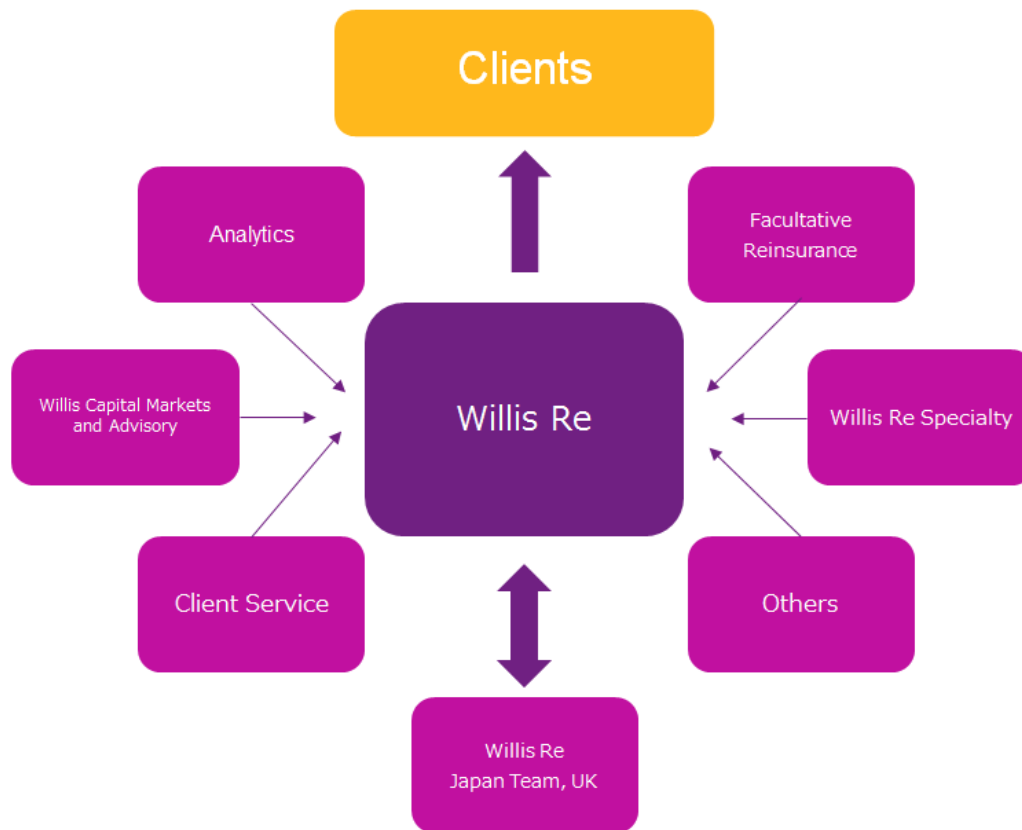 Clients
Analytics
Facultative
Reinsurance
Willis Capital Markets
and Advisory
Willis Re
Willis Re Specialty
Client Service
Others
Willis Re
Japan Team, UK